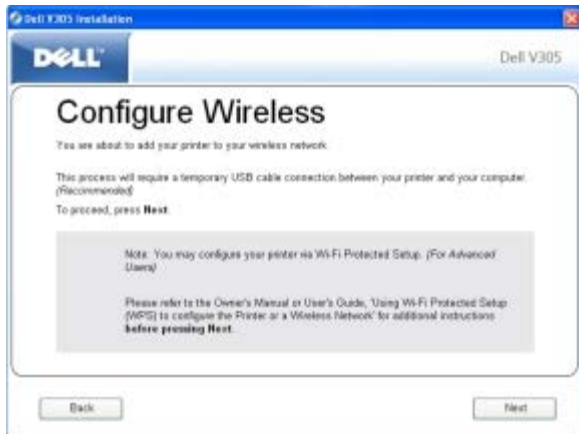 Dell V305 Installation
DELL
Dell V305
Configure Wireless
You are about to add your printer to your wireless network.
This process will require a temporary USB cable connection between your printer and your computer.
(Recommended)
To proceed, press Next.
Note: You may configure your printer via Wi-Fi Protected Setup. (For Advanced
Users)
Please refer to the Owner's Manual or User's Guide, 'Using Wi-Fi Protected Setup
(WPS) to configure the Printer or a Wireless Network' for additional instructions
before pressing Next.
Back
Next